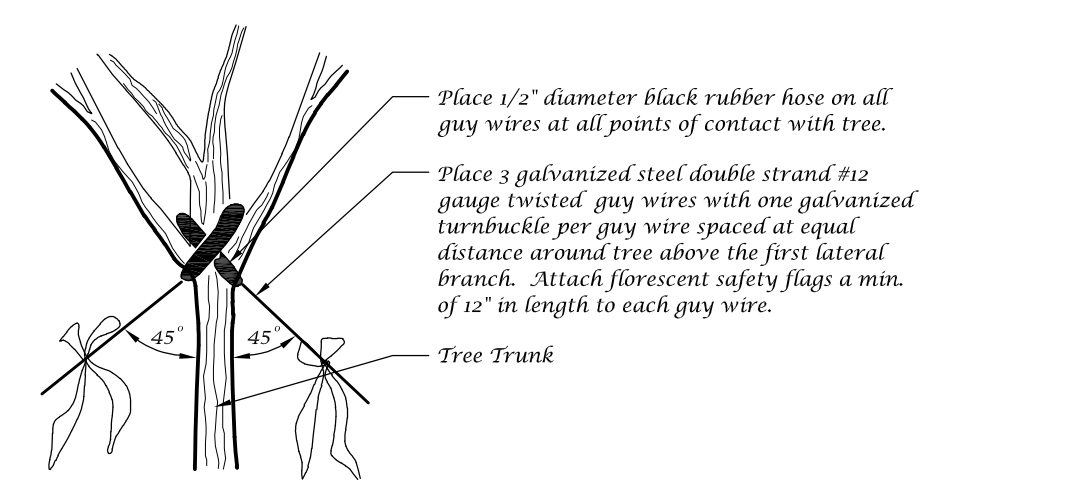 Place 1/2" diameter black rubber hose on all
guy wires at all points of contact with tree.
Place 3 galvanized steel double strand #12
gauge twisted guy wires with one galvanized
turnbuckle per guy wire spaced at equal
distance around tree above the first lateral
branch. Attach florescent safety flags a min.
of 12" in length to each guy wire.
45° 45°
Tree Trunk